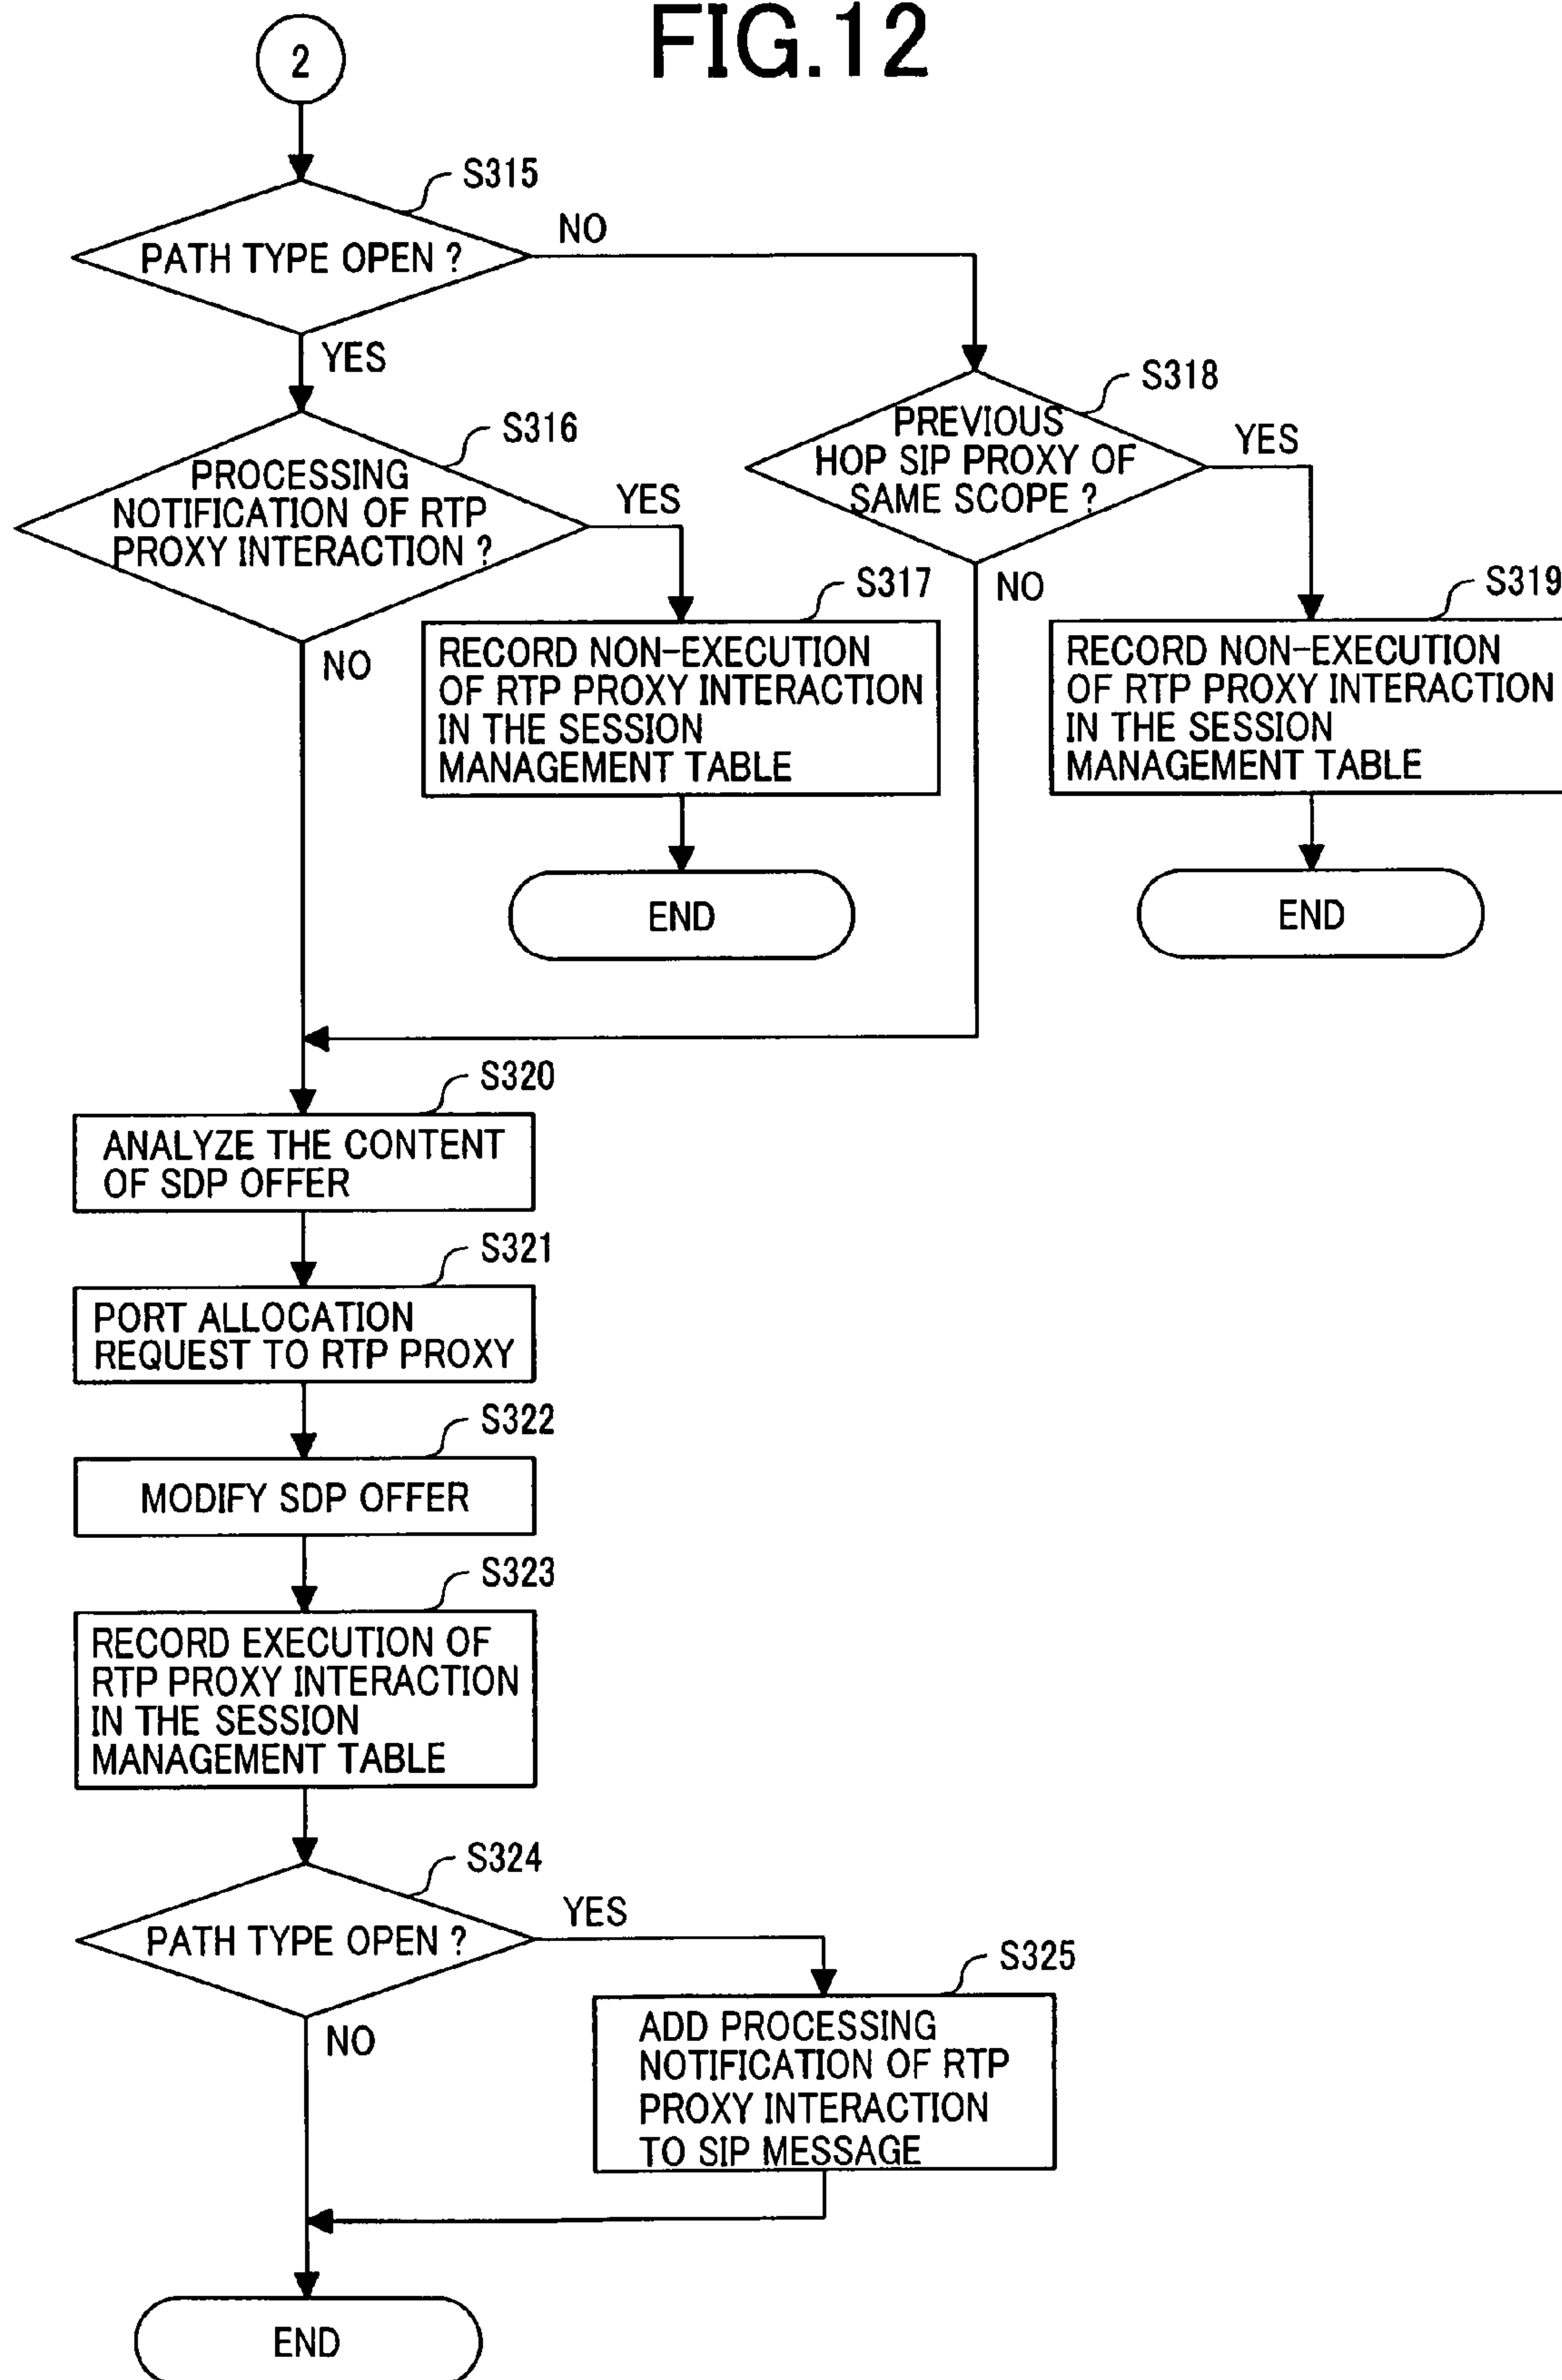 FIG.12
2
S315
PATH TYPE OPEN ?
NO
YES
S316
PROCESSING
NOTIFICATION OF RTP
PROXY INTERACTION ?
YES
NO
S318
PREVIOUS
HOP SIP PROXY OF
SAME SCOPE ?
YES
NO
S317
RECORD NON-EXECUTION
OF RTP PROXY INTERACTION
IN THE SESSION
MANAGEMENT TABLE
END
S319
RECORD NON-EXECUTION
OF RTP PROXY INTERACTION
IN THE SESSION
MANAGEMENT TABLE
END
S320
ANALYZE THE CONTENT
OF SDP OFFER
S321
PORT ALLOCATION
REQUEST TO RTP PROXY
S322
MODIFY SDP OFFER
S323
RECORD EXECUTION OF
RTP PROXY INTERACTION
IN THE SESSION
MANAGEMENT TABLE
S324
PATH TYPE OPEN ?
YES
NO
S325
ADD PROCESSING
NOTIFICATION OF RTP
PROXY INTERACTION
TO SIP MESSAGE
END